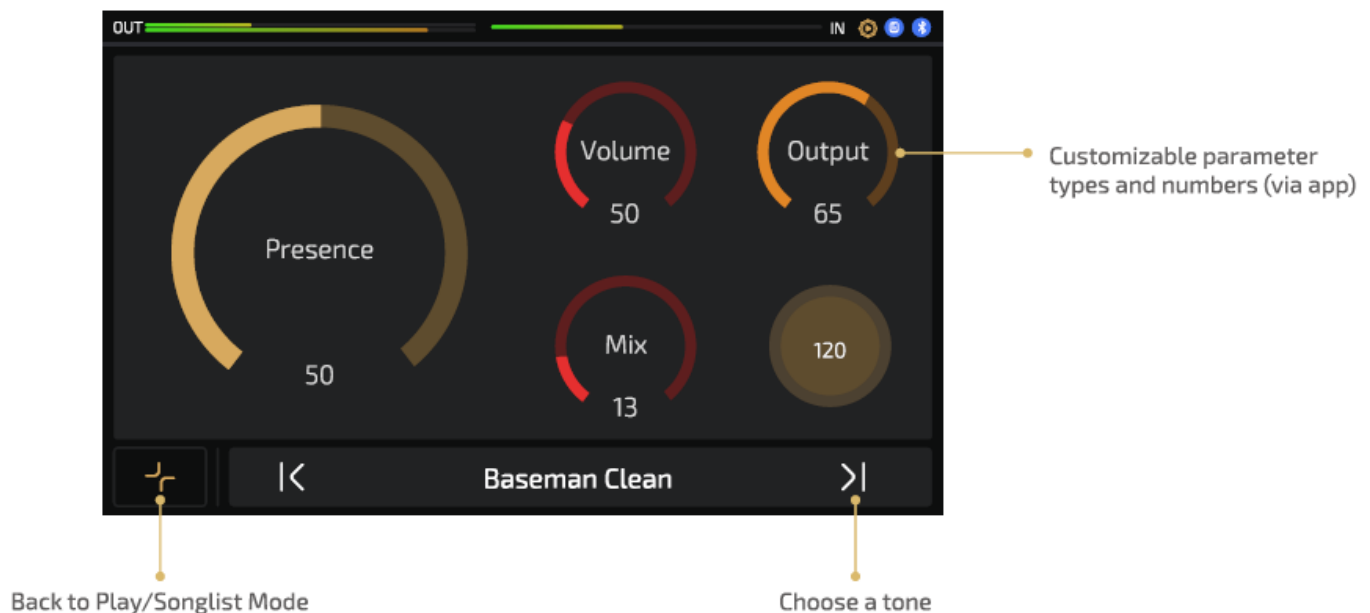 OUT
IN
Presence
50
Volume
50
Output
65
Customizable parameter
types and numbers (via app)
Mix
13
120
Baseman Clean
Back to Play/Songlist Mode
Choose a tone